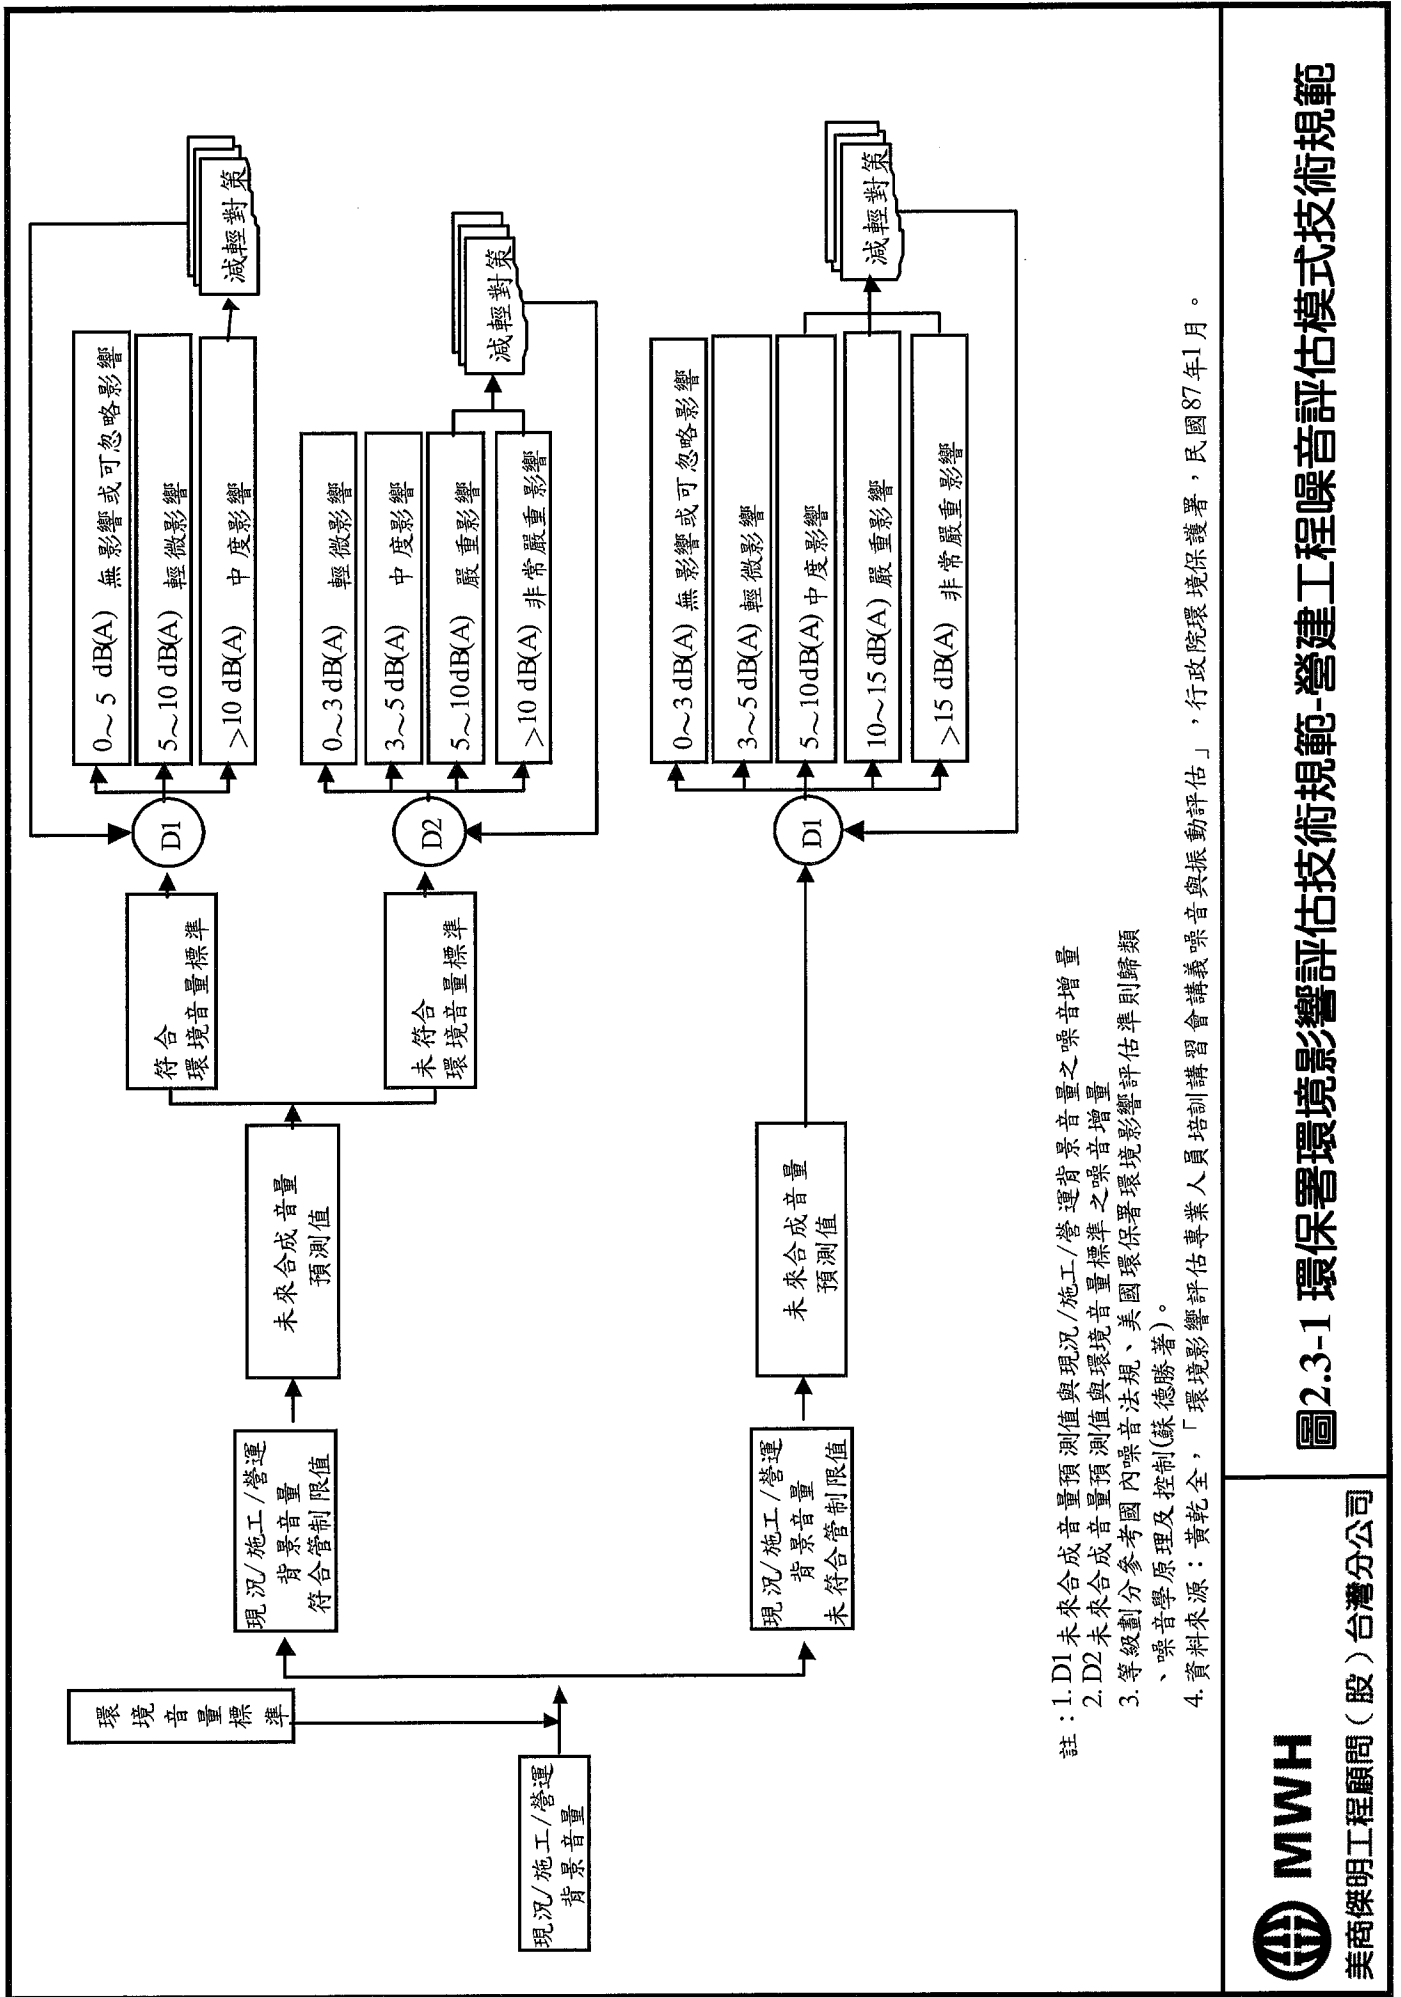 環境
音量標準
現況/施工/營運
背景音量
現況/施工/營運
背景音量
符合管制限值
未來合成音量
預測值
符合
環境音量標準
D1
0～5 dB(A) 無影響或可忽略影響
5～10 dB(A) 輕微影響
>10 dB(A) 中度影響
減輕對策
未符合
環境音量標準
D2
0～3 dB(A) 輕微影響
3～5 dB(A) 中度影響
5～10dB(A) 嚴重影響
>10 dB(A) 非常嚴重影響
減輕對策
現況/施工/營運
背景音量
未符合管制限值
未來合成音量
預測值
D1
0～3 dB(A) 無影響或可忽略影響
3～5 dB(A) 輕微影響
5～10dB(A) 中度影響
10～15 dB(A) 嚴重影響
>15 dB(A) 非常嚴重影響
減輕對策
註：1. D1 未來合成音量預測值與現況/施工/營運背景音量之噪音增量
2. D2 未來合成音量預測值與環境音量標準之噪音增量
3. 等級劃分參考國內噪音法規、美國環保署環境影響評估準則歸類
、噪音學原理及控制(蘇德勝著)。
4. 資料來源：黃乾全，「環境影響評估專業人員培訓講習會講義噪音與振動評估」，行政院環境保護署，民國87年1月。
MWH
美商傑明工程顧問（股）台灣分公司
圖2.3-1 環保署環境影響評估技術規範-營建工程噪音評估模式技術規範